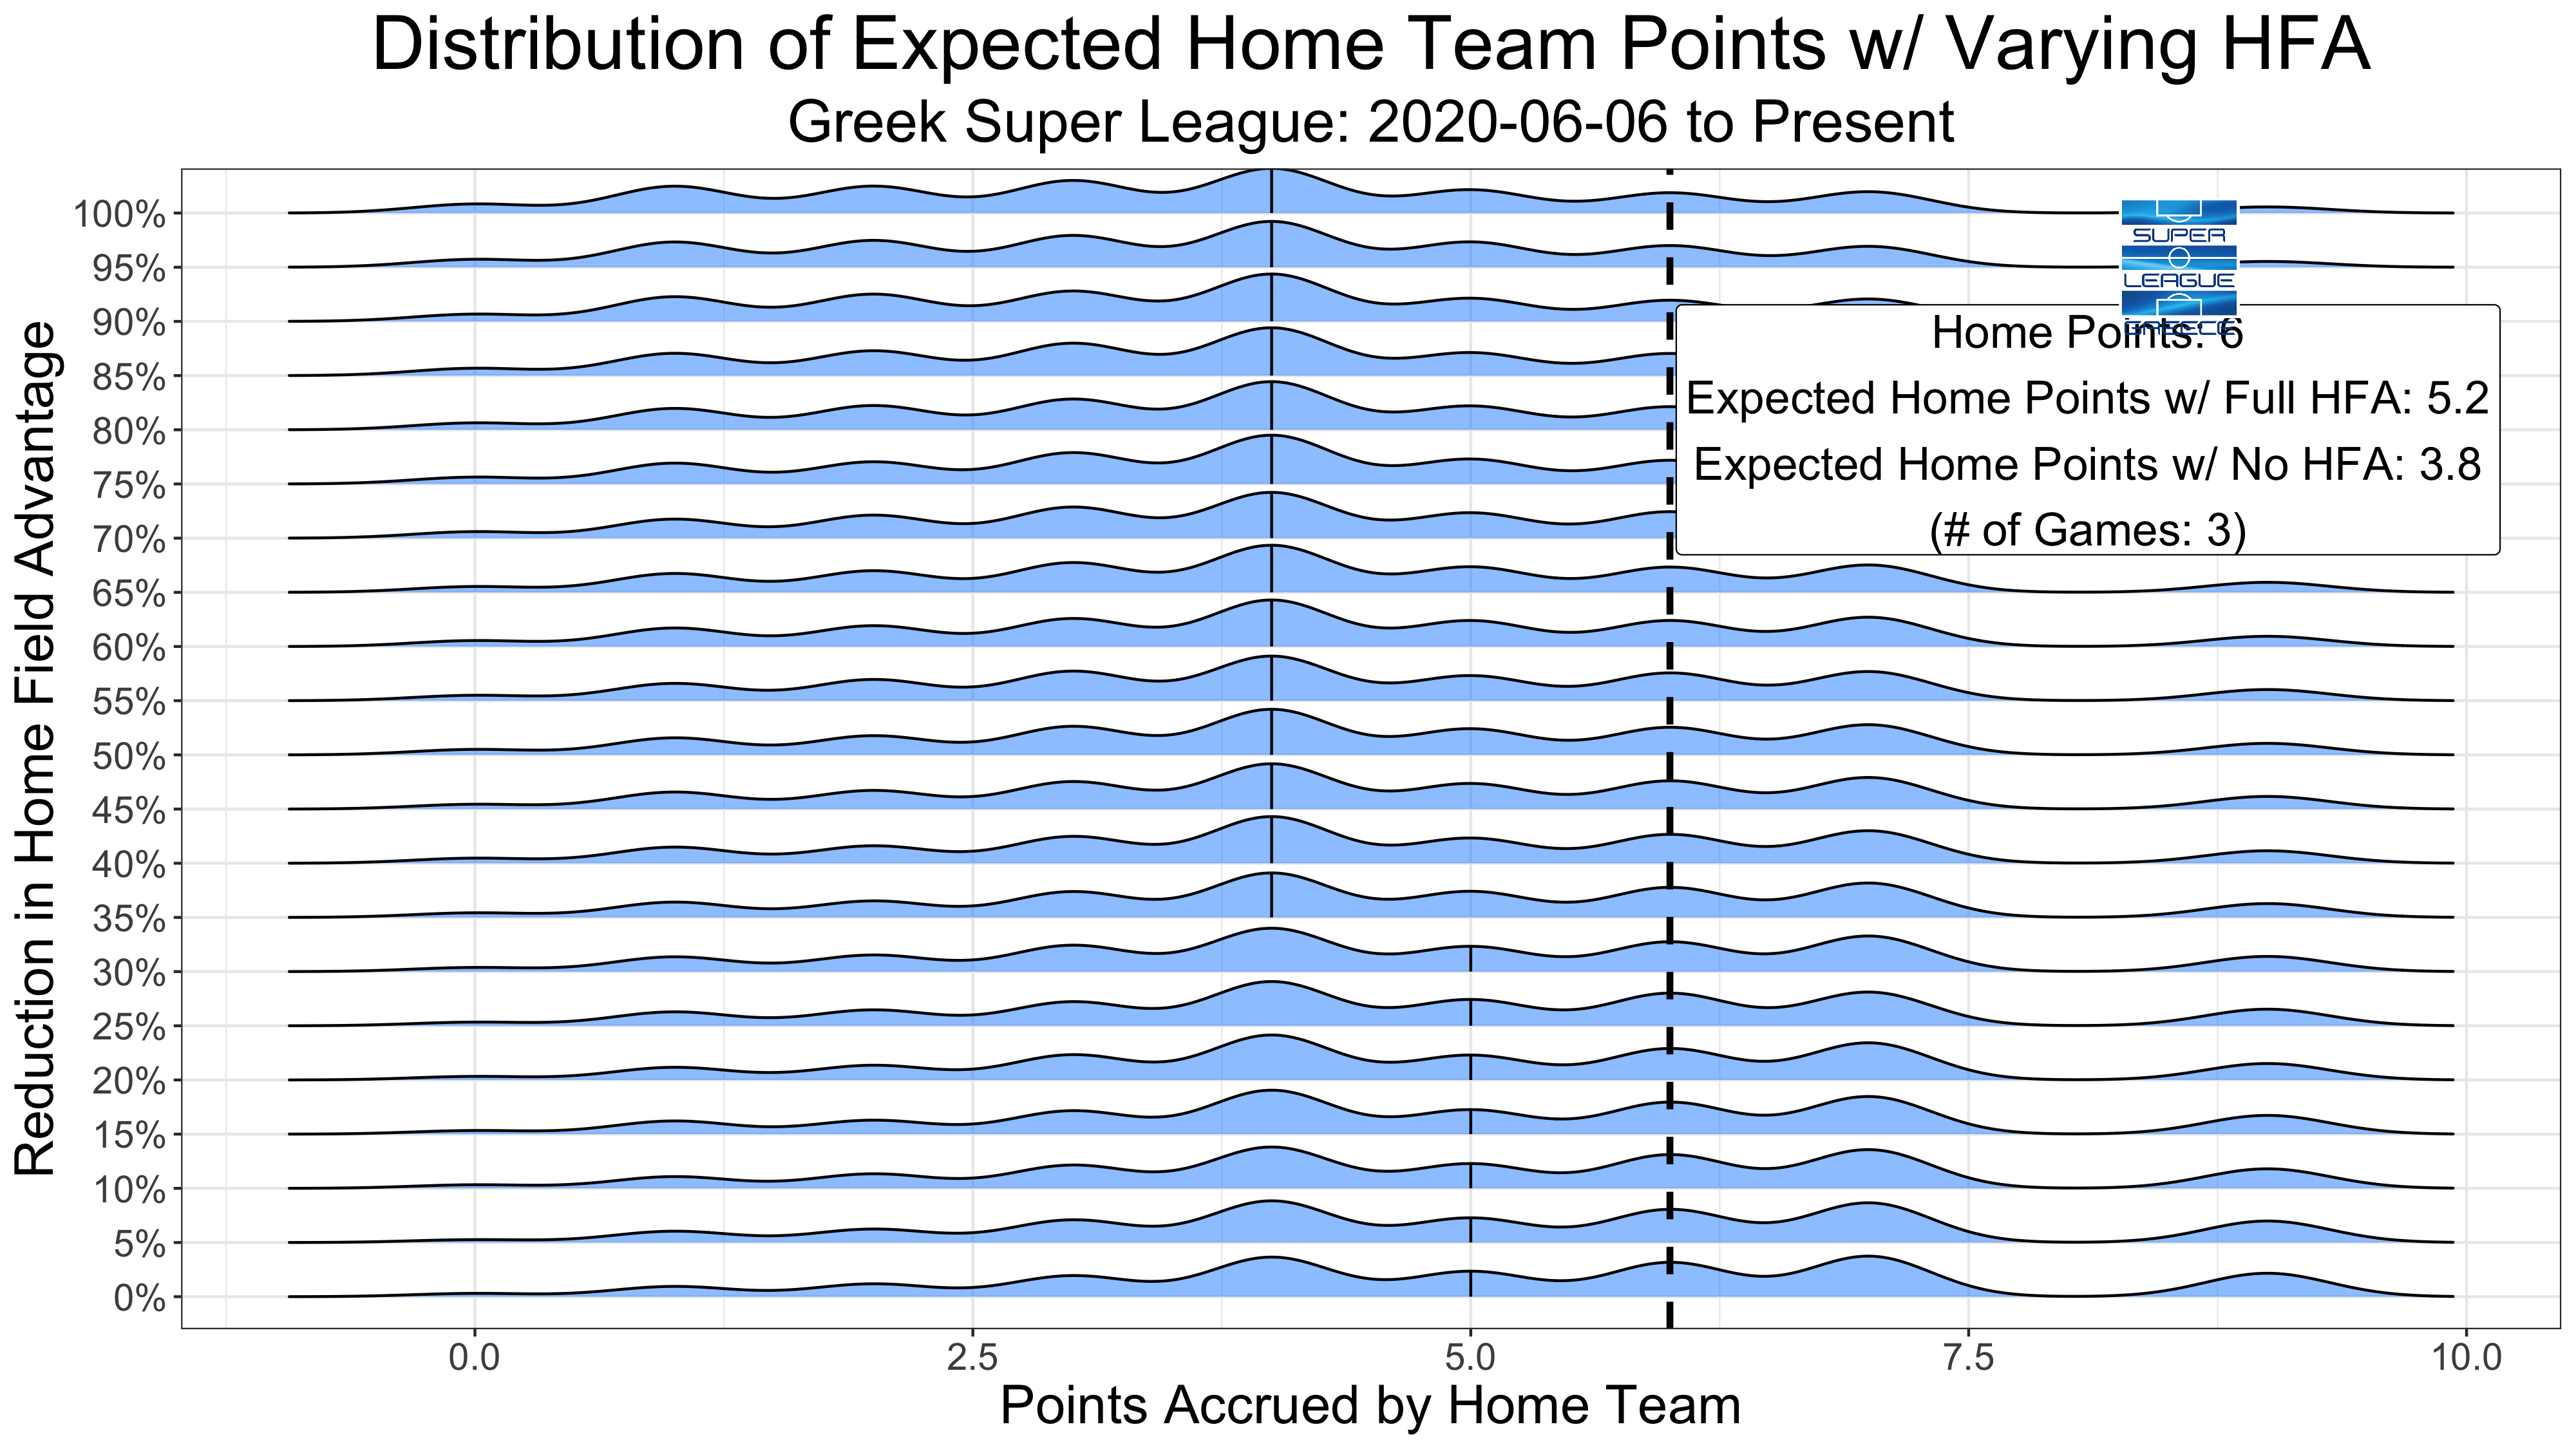 Distribution of Expected Home Team Points w/ Varying HFA
Greek Super League: 2020-06-06 to Present
Reduction in Home Field Advantage
100%
95%
90%
85%
80%
75%
70%
65%
60%
55%
50%
45%
40%
35%
30%
25%
20%
15%
10%
5%
0%
SUPER
LEAGUE
GREECE
Home Points: 6
Expected Home Points w/ Full HFA: 5.2
Expected Home Points w/ No HFA: 3.8
(# of Games: 3)
0.0 2.5 5.0 7.5 10.0
Points Accrued by Home Team